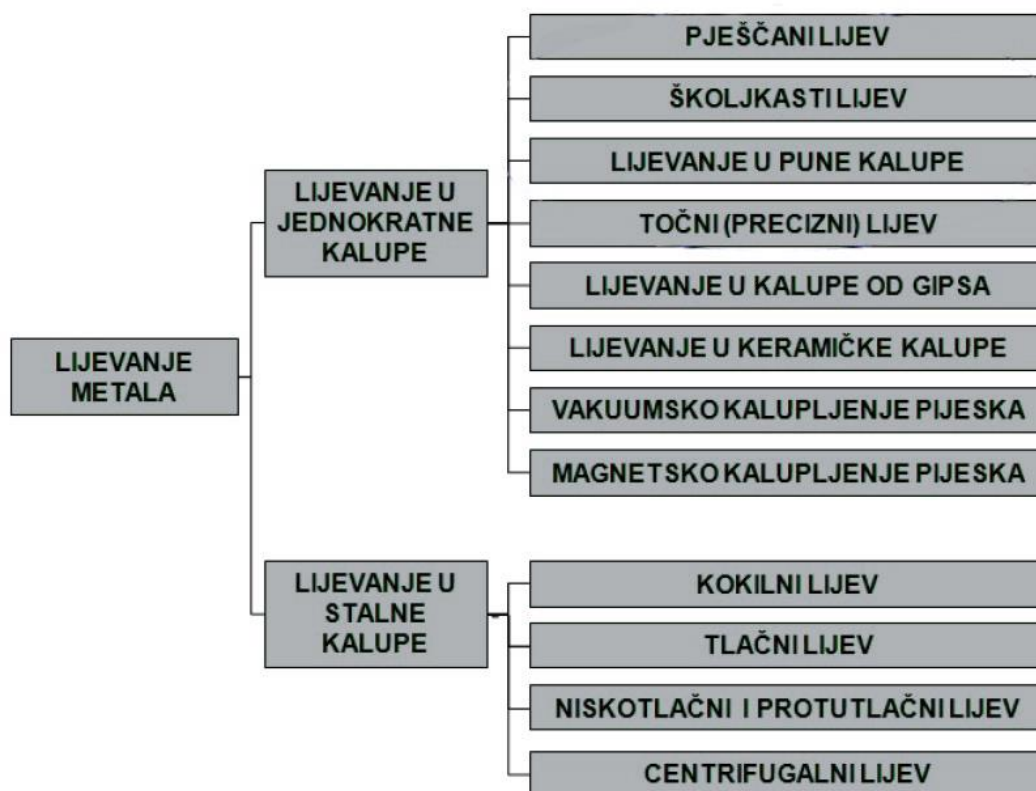 LIJEVANJE
METALA
LIJEVANJE U
JEDNOKRATNE
KALUPE
PJEŠČANI LIJEV
ŠKOLJKASTI LIJEV
LIJEVANJE U PUNE KALUPE
TOČNI (PRECIZNI) LIJEV
LIJEVANJE U KALUPE OD GIPSA
LIJEVANJE U KERAMIČKE KALUPE
VAKUUMSKO KALUPLJENJE PIJESKA
MAGNETSKO KALUPLJENJE PIJESKA
LIJEVANJE U
STALNE
KALUPE
KOKILNI LIJEV
TLAČNI LIJEV
NISKOTLAČNI I PROTUTLAČNI LIJEV
CENTRIFUGALNI LIJEV